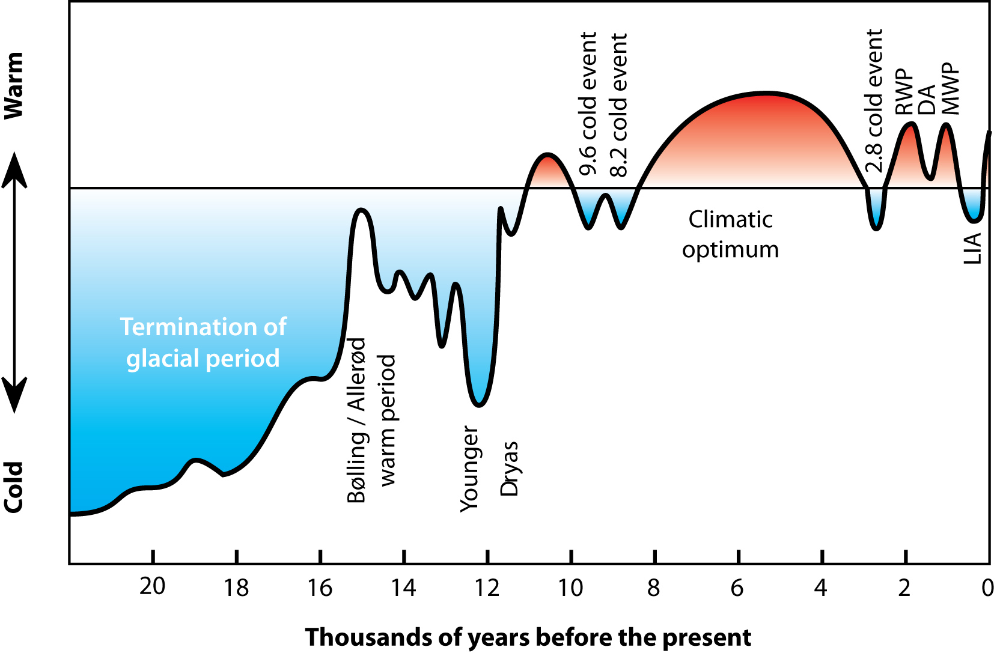 Warm
Cold
Termination of
glacial period
Bølling / Allerød
warm period
Younger
Dryas
9.6 cold event
8.2 cold event
Climatic
optimum
2.8 cold event
RWP
DA
MWP
LIA
20 18 16 14 12 10 8 6 4 2 0
Thousands of years before the present